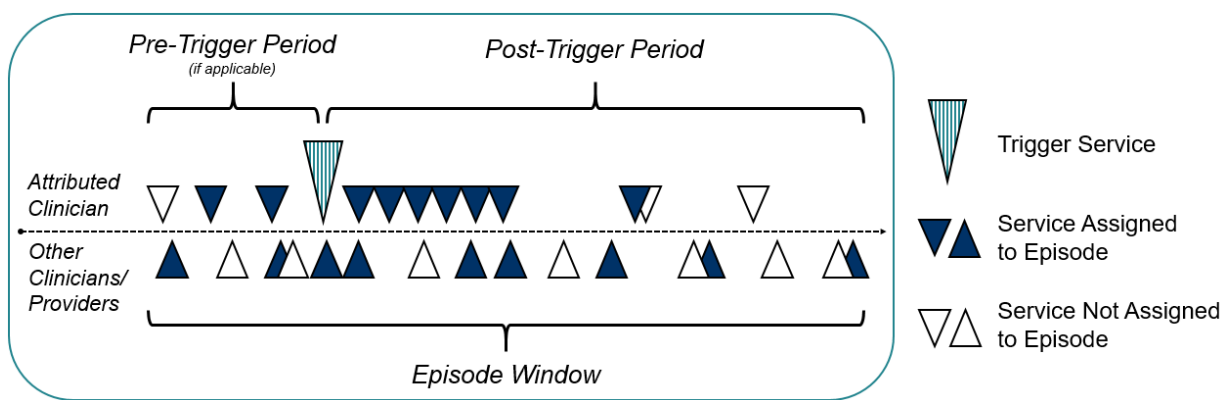 Pre-Trigger Period
(if applicable)
Post-Trigger Period
Attributed
Clinician
Other
Clinicians/
Providers
Episode Window
Trigger Service
Service Assigned
to Episode
Service Not Assigned
to Episode